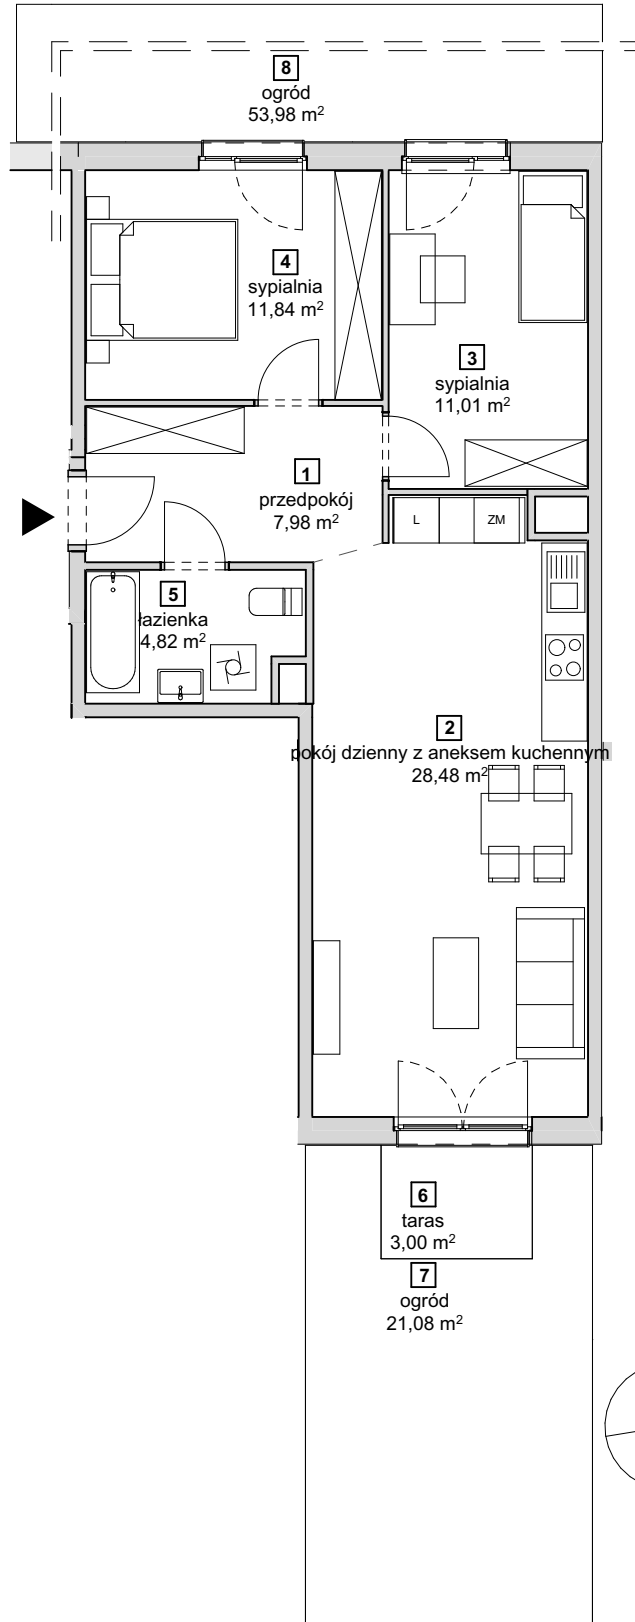 8
ogród
53,98 m²
4
sypialnia
11,84 m²
3
sypialnia
11,01 m²
1
przedpokój
7,98 m²
L
ZM
5
łazienka
4,82 m²
2
pokój dzienny z aneksem kuchennym
28,48 m²
6
taras
3,00 m²
7
ogród
21,08 m²